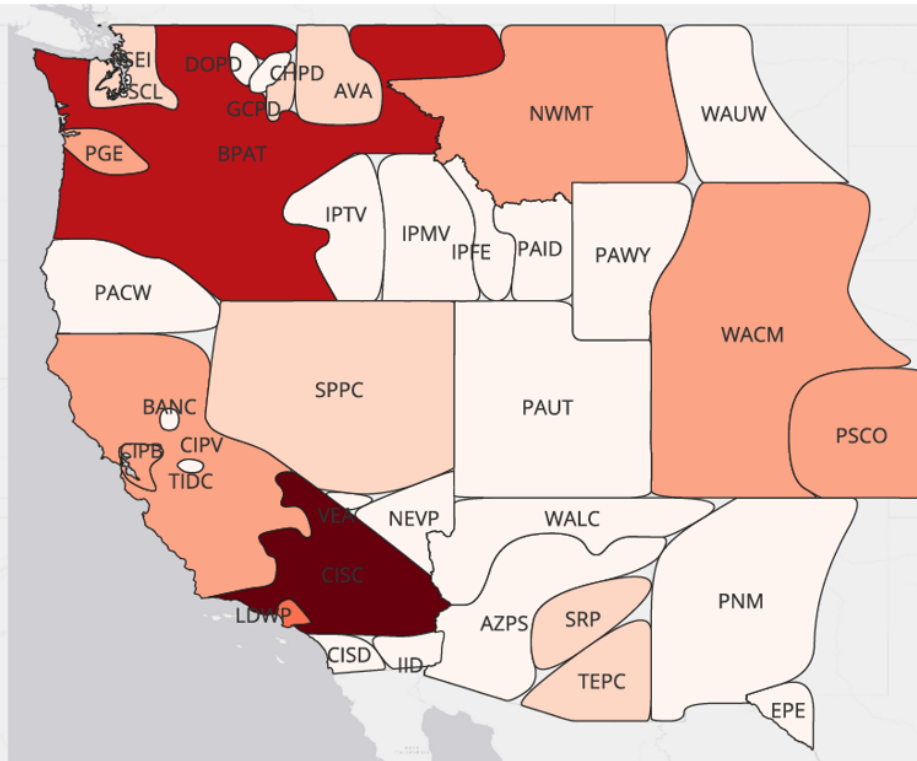 PSEI
DOPD
CHPD
SCL
AVA
GCPD
NWMT
WAUW
PGE
BPAT
IPTV
IPMV
IPFE
PAID
PAWY
PACW
WACM
SPPC
BANC
PAUT
PSCO
CIPB
CIPV
TIDC
VEA
NEVP
WALC
CISC
LDWP
AZPS
SRP
PNM
CISD
IID
TEPC
EPE